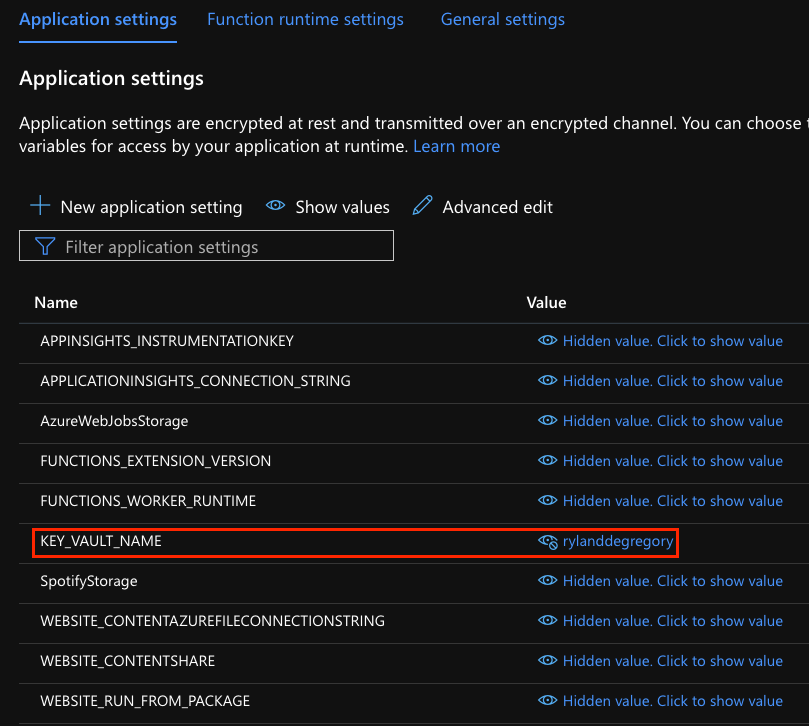 Application settings Function runtime settings General settings
Application settings
Application settings are encrypted at rest and transmitted over an encrypted channel. You can choose
variables for access by your application at runtime. Learn more
New application setting Show values Advanced edit
Filter application settings
Name Value
APPINSIGHTS_INSTRUMENTATIONKEY Hidden value. Click to show value
APPLICATIONINSIGHTS_CONNECTION_STRING Hidden value. Click to show value
AzureWebJobsStorage Hidden value. Click to show value
FUNCTIONS_EXTENSION_VERSION Hidden value. Click to show value
FUNCTIONS_WORKER_RUNTIME Hidden value. Click to show value
KEY_VAULT_NAME rylanddegregory
SpotifyStorage Hidden value. Click to show value
WEBSITE_CONTENTAZUREFILECONNECTIONSTRING Hidden value. Click to show value
WEBSITE_CONTENTSHARE Hidden value. Click to show value
WEBSITE_RUN_FROM_PACKAGE Hidden value. Click to show value